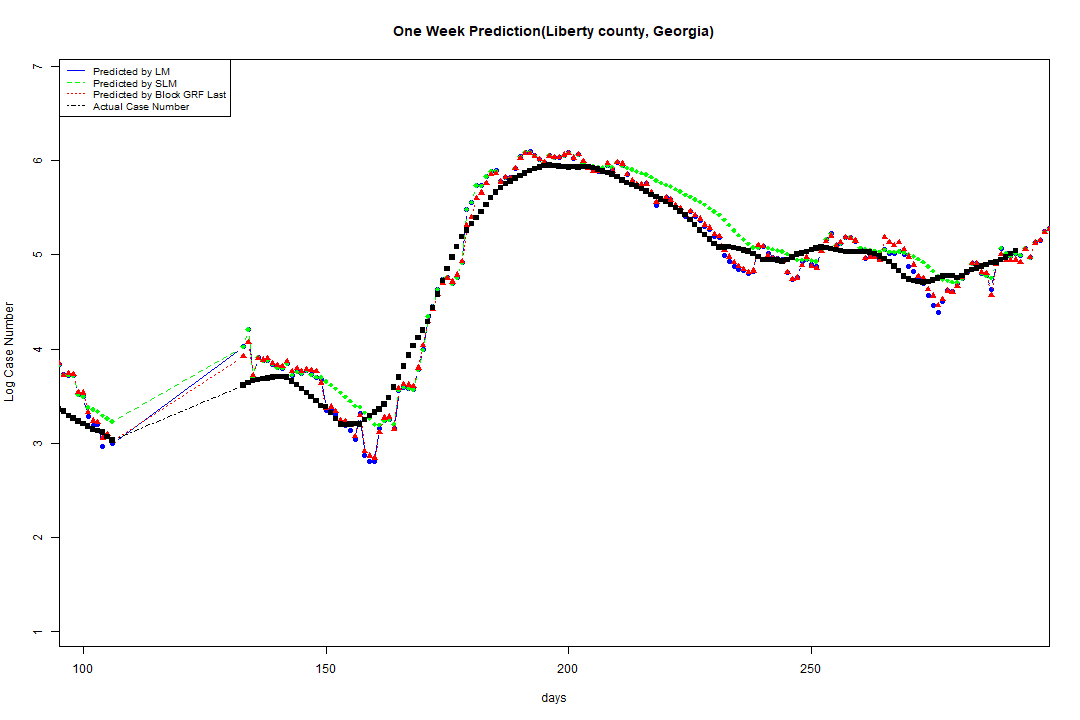 One Week Prediction(Liberty county, Georgia)
Predicted by LM
Predicted by SLM
Predicted by Block GRF Last
Actual Case Number
7
6
5
4
3
2
1
Log Case Number
100 150 200 250
days